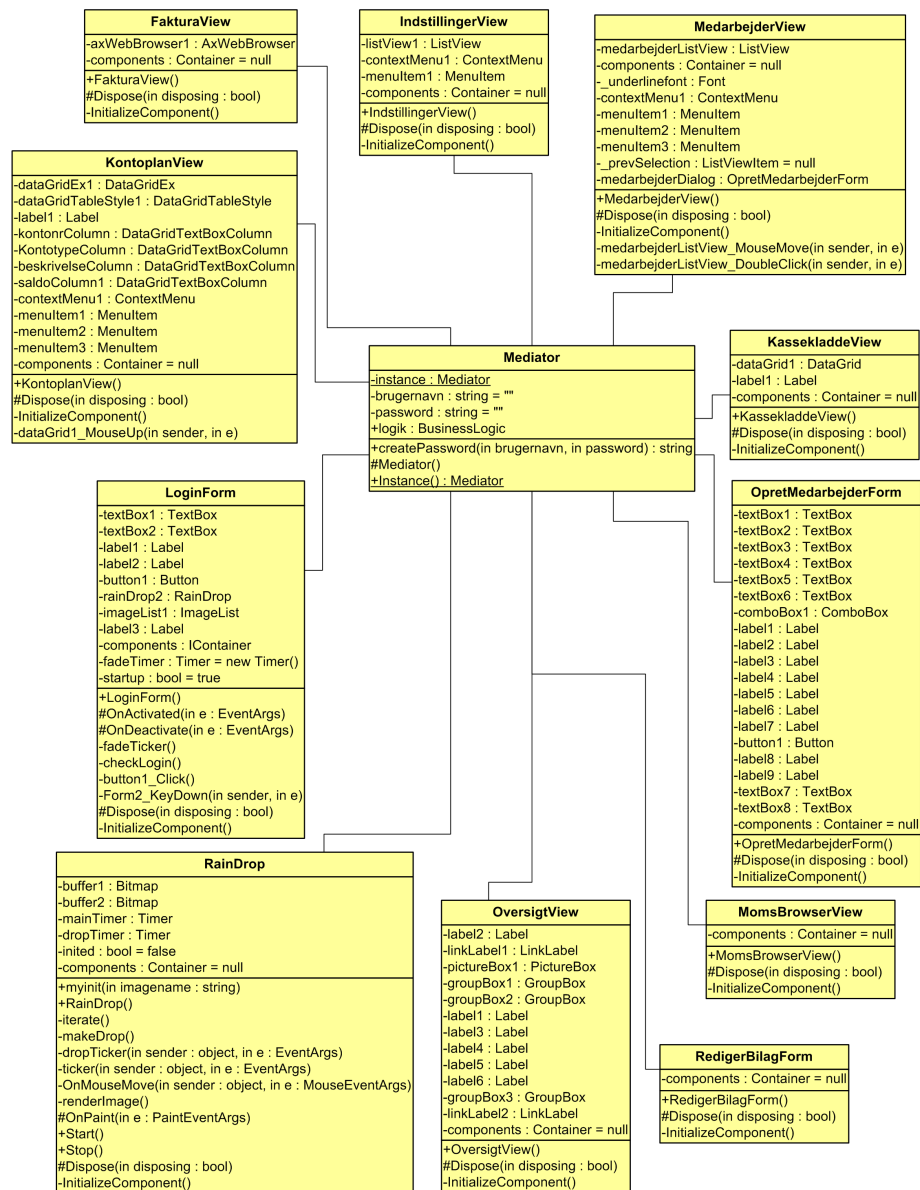 FakturaView
-axWebBrowser1 : AxWebBrowser
-components : Container = null
+FakturaView()
#Dispose(in disposing : bool)
-InitializeComponent()
IndstillingerView
-listView1 : ListView
-contextMenu1 : ContextMenu
-menuItem1 : MenuItem
-components : Container = null
+IndstillingerView()
#Dispose(in disposing : bool)
-InitializeComponent()
MedarbejderView
-medarbejderListView : ListView
-components : Container = null
-_underlinefont : Font
-contextMenu1 : ContextMenu
-menuItem1 : MenuItem
-menuItem2 : MenuItem
-menuItem3 : MenuItem
-_prevSelection : ListViewItem = null
-medarbejderDialog : OpretMedarbejderForm
+MedarbejderView()
#Dispose(in disposing : bool)
-InitializeComponent()
-medarbejderListView_MouseMove(in sender, in e)
-medarbejderListView_DoubleClick(in sender, in e)
KontoplanView
-dataGridEx1 : DataGridEx
-dataGridTableStyle1 : DataGridTableStyle
-label1 : Label
-kontonrColumn : DataGridTextBoxColumn
-KontotypeColumn : DataGridTextBoxColumn
-beskrivelseColumn : DataGridTextBoxColumn
-saldoColumn1 : DataGridTextBoxColumn
-contextMenu1 : ContextMenu
-menuItem1 : MenuItem
-menuItem2 : MenuItem
-menuItem3 : MenuItem
-components : Container = null
+KontoplanView()
#Dispose(in disposing : bool)
-InitializeComponent()
-dataGrid1_MouseUp(in sender, in e)
Mediator
-instance : Mediator
-brugernavn : string = ""
-password : string = ""
+logik : BusinessLogic
+createPassword(in brugernavn, in password) : string
#Mediator()
+Instance() : Mediator
KassekladdeView
-dataGrid1 : DataGrid
-label1 : Label
-components : Container = null
+KassekladdeView()
#Dispose(in disposing : bool)
-InitializeComponent()
LoginForm
-textBox1 : TextBox
-textBox2 : TextBox
-label1 : Label
-label2 : Label
-button1 : Button
-rainDrop2 : RainDrop
-imageList1 : ImageList
-label3 : Label
-components : IContainer
-fadeTimer : Timer = new Timer()
-startup : bool = true
+LoginForm()
#OnActivated(in e : EventArgs)
#OnDeactivate(in e : EventArgs)
-fadeTicker()
-checkLogin()
-button1_Click()
-Form2_KeyDown(in sender, in e)
#Dispose(in disposing : bool)
-InitializeComponent()
OpretMedarbejderForm
-textBox1 : TextBox
-textBox2 : TextBox
-textBox3 : TextBox
-textBox4 : TextBox
-textBox5 : TextBox
-textBox6 : TextBox
-comboBox1 : ComboBox
-label1 : Label
-label2 : Label
-label3 : Label
-label4 : Label
-label5 : Label
-label6 : Label
-label7 : Label
-button1 : Button
-label8 : Label
-label9 : Label
-textBox7 : TextBox
-textBox8 : TextBox
-components : Container = null
+OpretMedarbejderForm()
#Dispose(in disposing : bool)
-InitializeComponent()
RainDrop
-buffer1 : Bitmap
-buffer2 : Bitmap
-mainTimer : Timer
-dropTimer : Timer
-inited : bool = false
-components : Container = null
+myinit(in imagename : string)
+RainDrop()
-iterate()
-makeDrop()
-dropTicker(in sender : object, in e : EventArgs)
-ticker(in sender : object, in e : EventArgs)
-OnMouseMove(in sender : object, in e : MouseEventArgs)
-renderImage()
#OnPaint(in e : PaintEventArgs)
+Start()
+Stop()
#Dispose(in disposing : bool)
-InitializeComponent()
OversigtView
-label2 : Label
-linkLabel1 : LinkLabel
-pictureBox1 : PictureBox
-groupBox1 : GroupBox
-groupBox2 : GroupBox
-label1 : Label
-label3 : Label
-label4 : Label
-label5 : Label
-label6 : Label
-groupBox3 : GroupBox
-linkLabel2 : LinkLabel
-components : Container = null
+OversigtView()
#Dispose(in disposing : bool)
-InitializeComponent()
MomsBrowserView
-components : Container = null
+MomsBrowserView()
#Dispose(in disposing : bool)
-InitializeComponent()
RedigerBilagForm
-components : Container = null
+RedigerBilagForm()
#Dispose(in disposing : bool)
-InitializeComponent()